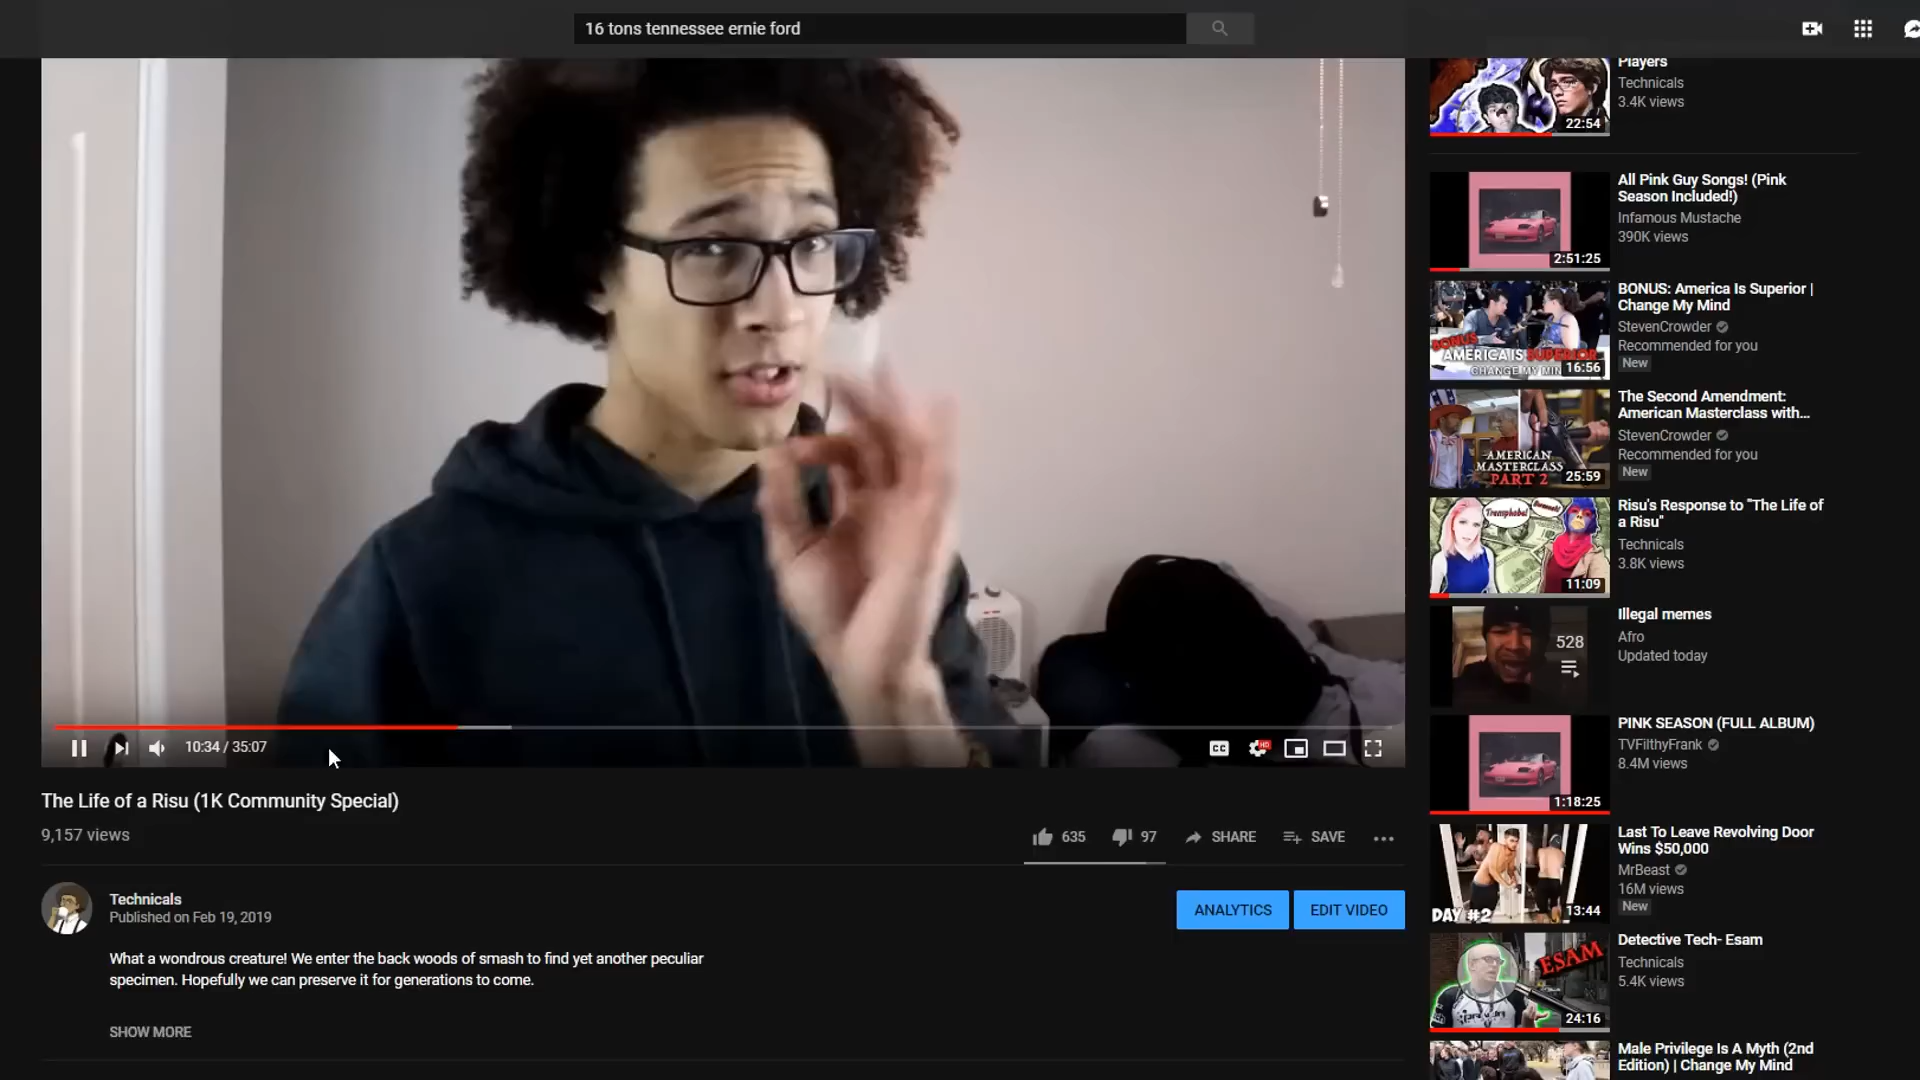 16 tons tennessee ernie ford
10:34 / 35:07
CC
HD
The Life of a Risu (1K Community Special)
9,157 views
635
97
SHARE
SAVE
Technicals
Published on Feb 19, 2019
ANALYTICS
EDIT VIDEO
What a wondrous creature! We enter the back woods of smash to find yet another peculiar
specimen. Hopefully we can preserve it for generations to come.
SHOW MORE
Players
Technicals
3.4K views
22:54
All Pink Guy Songs! (Pink
Season Included!)
Infamous Mustache
390K views
2:51:25
BONUS: America Is Superior |
Change My Mind
StevenCrowder
Recommended for you
New
BONUS
AMERICA IS SUPERIOR
CHANGE MY MIN
16:56
The Second Amendment:
American Masterclass with...
StevenCrowder
Recommended for you
New
AMERICAN
MASTERCLASS
PART 2
25:59
Risu's Response to "The Life of
a Risu"
Technicals
3.8K views
11:09
Illegal memes
Afro
Updated today
528
PINK SEASON (FULL ALBUM)
TVFilthyFrank
8.4M views
1:18:25
Last To Leave Revolving Door
Wins $50,000
MrBeast
16M views
New
DAY #2
13:44
Detective Tech- Esam
Technicals
5.4K views
ESAM
24:16
Male Privilege Is A Myth (2nd
Edition) | Change My Mind